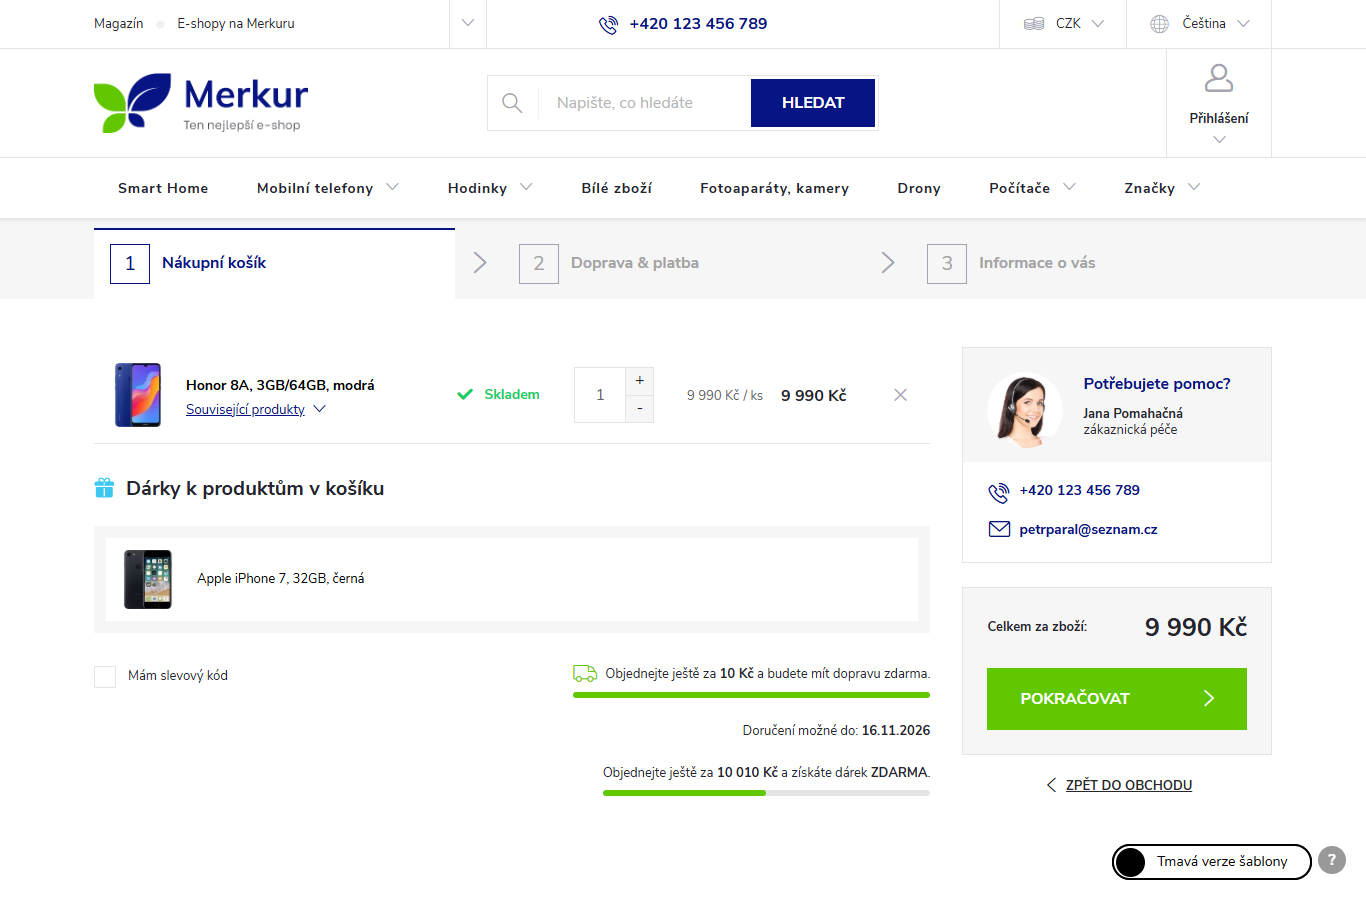 Magazín
E-shopy na Merkuru
+420 123 456 789
CZK
Čeština
Merkur
Ten nejlepší e-shop
Napište, co hledáte
HLEDAT
Přihlášení
Smart Home
Mobilní telefony
Hodinky
Bílé zboží
Fotoaparáty, kamery
Drony
Počítače
Značky
1 Nákupní košík
2 Doprava & platba
3 Informace o vás
Honor 8A, 3GB/64GB, modrá
Související produkty
Skladem
1
+
-
9 990 Kč / ks
9 990 Kč
Dárky k produktům v košíku
Apple iPhone 7, 32GB, černá
Mám slevový kód
Objednejte ještě za 10 Kč a budete mít dopravu zdarma.
Doručení možné do: 16.11.2026
Objednejte ještě za 10 010 Kč a získáte dárek ZDARMA.
Potřebujete pomoc?
Jana Pomahačná
zákaznická péče
+420 123 456 789
petrparal@seznam.cz
Celkem za zboží:
9 990 Kč
POKRAČOVAT
ZPĚT DO OBCHODU
Tmavá verze šablony
?